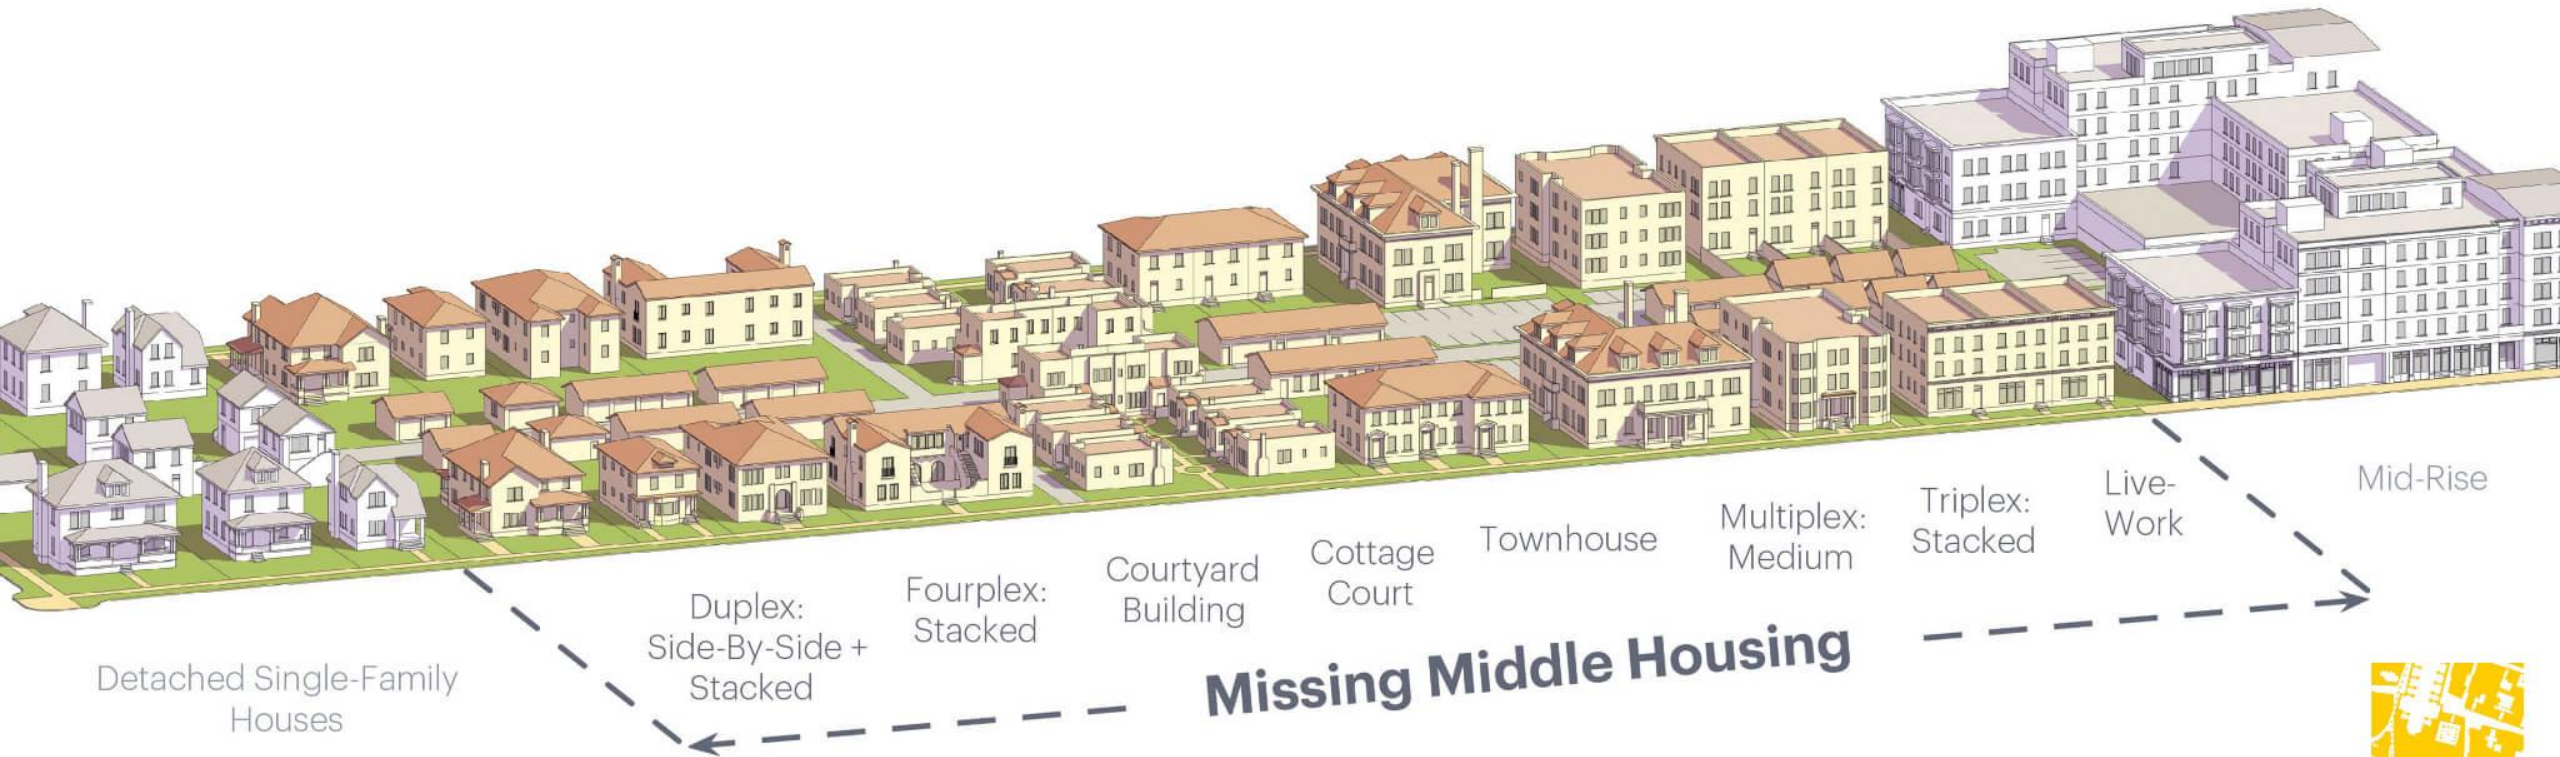 Detached Single-Family
Houses
Duplex:
Side-By-Side +
Stacked
Fourplex:
Stacked
Courtyard
Building
Cottage
Court
Townhouse
Multiplex:
Medium
Triplex:
Stacked
Live-
Work
Mid-Rise
Missing Middle Housing